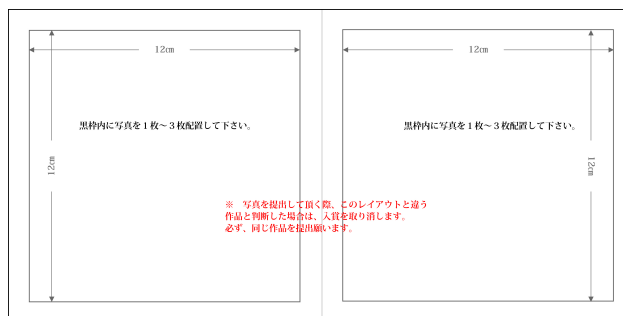 12cm
12cm
黒枠内に写真を１枚～３枚配置して下さい。
黒枠内に写真を１枚～３枚配置して下さい。
12cm
12cm
※　写真を提出して頂く際、このレイアウトと違う
作品と判断した場合は、入賞を取り消します。
必ず、同じ作品を提出願います。